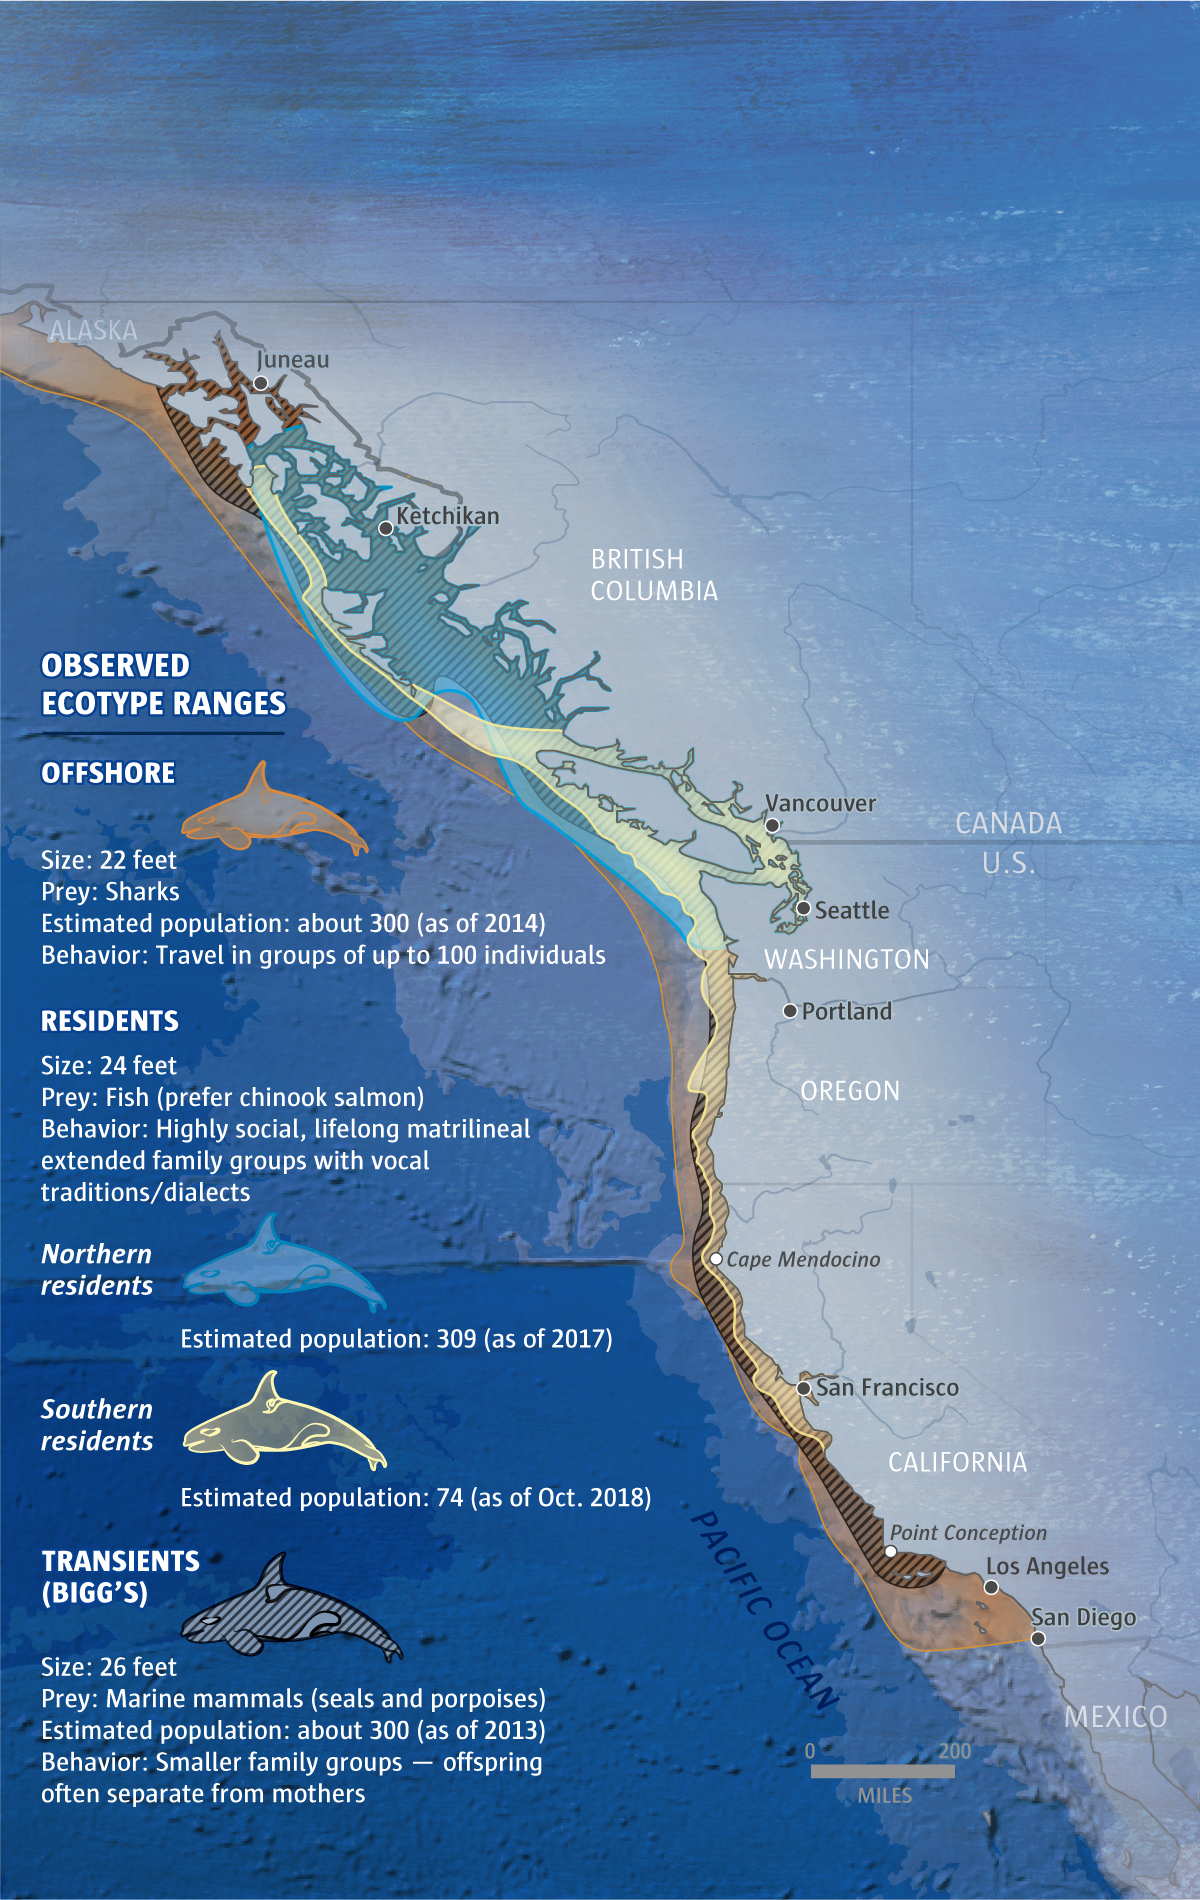 ALASKA
Juneau
Ketchikan
BRITISH
COLUMBIA
OBSERVED
ECOTYPE RANGES
OFFSHORE
Size: 22 feet
Prey: Sharks
Estimated population: about 300 (as of 2014)
Behavior: Travel in groups of up to 100 individuals
RESIDENTS
Size: 24 feet
Prey: Fish (prefer chinook salmon)
Behavior: Highly social, lifelong matrilineal
extended family groups with vocal
traditions/dialects
Northern
residents
Estimated population: 309 (as of 2017)
Southern
residents
Estimated population: 74 (as of Oct. 2018)
TRANSIENTS
(BIGG'S)
Size: 26 feet
Prey: Marine mammals (seals and porpoises)
Estimated population: about 300 (as of 2013)
Behavior: Smaller family groups — offspring
often separate from mothers
Vancouver
CANADA
U.S.
Seattle
WASHINGTON
Portland
OREGON
Cape Mendocino
San Francisco
CALIFORNIA
Point Conception
Los Angeles
San Diego
PACIFIC OCEAN
MEXICO
0 200
MILES